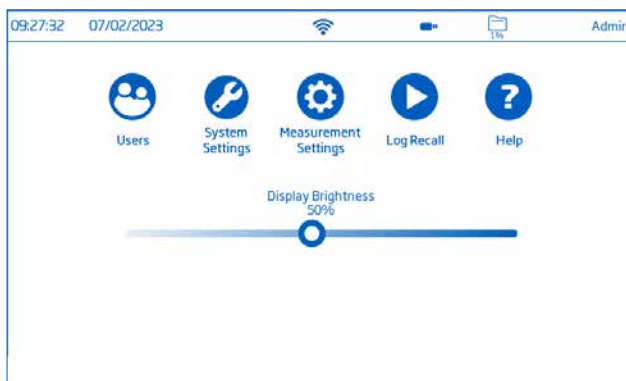 09:27:32 07/02/2023 1% Admin
Users
System
Settings
Measurement
Settings
Log Recall
Help
Display Brightness
50%